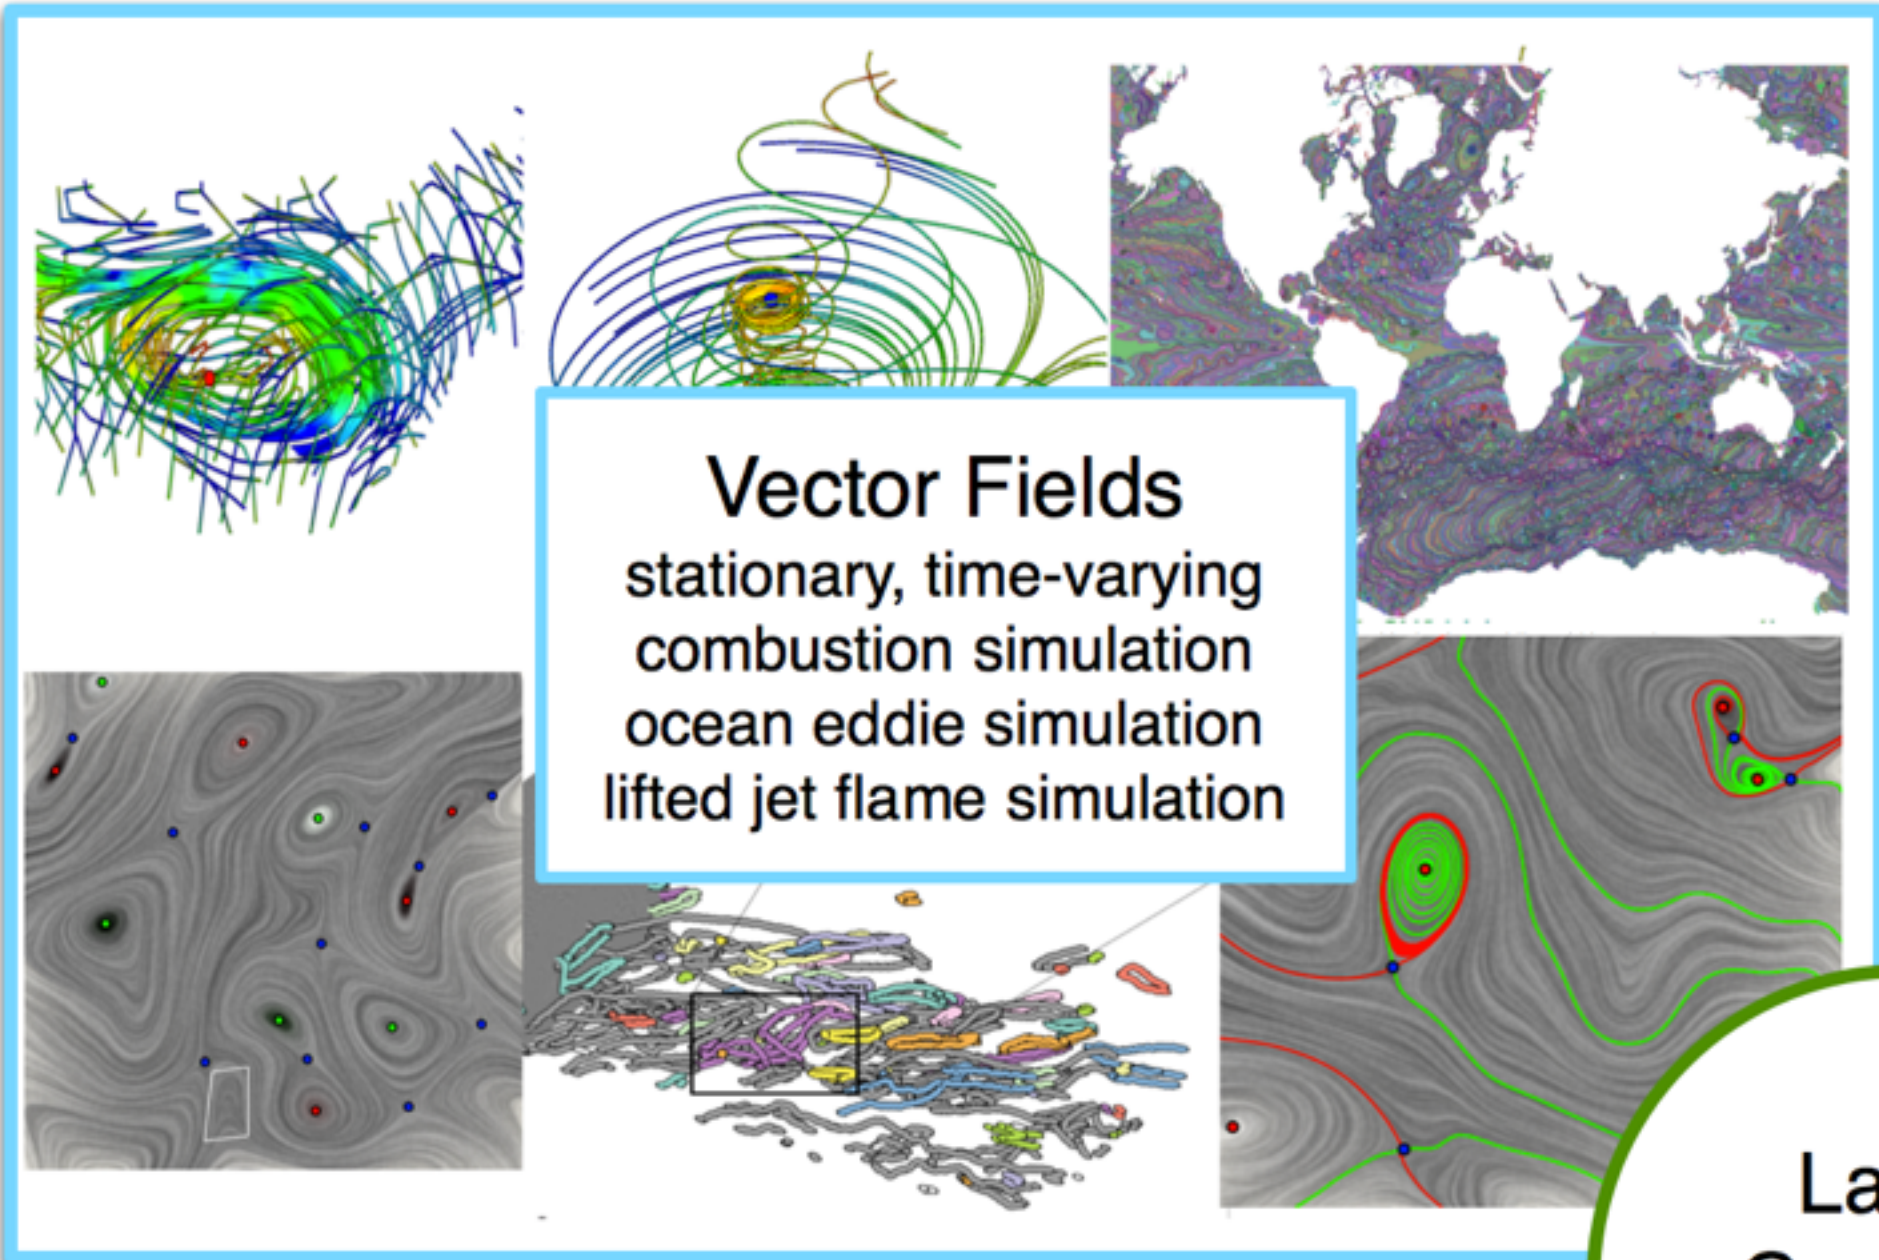 Vector Fields
stationary, time-varying
combustion simulation
ocean eddie simulation
lifted jet flame simulation
La